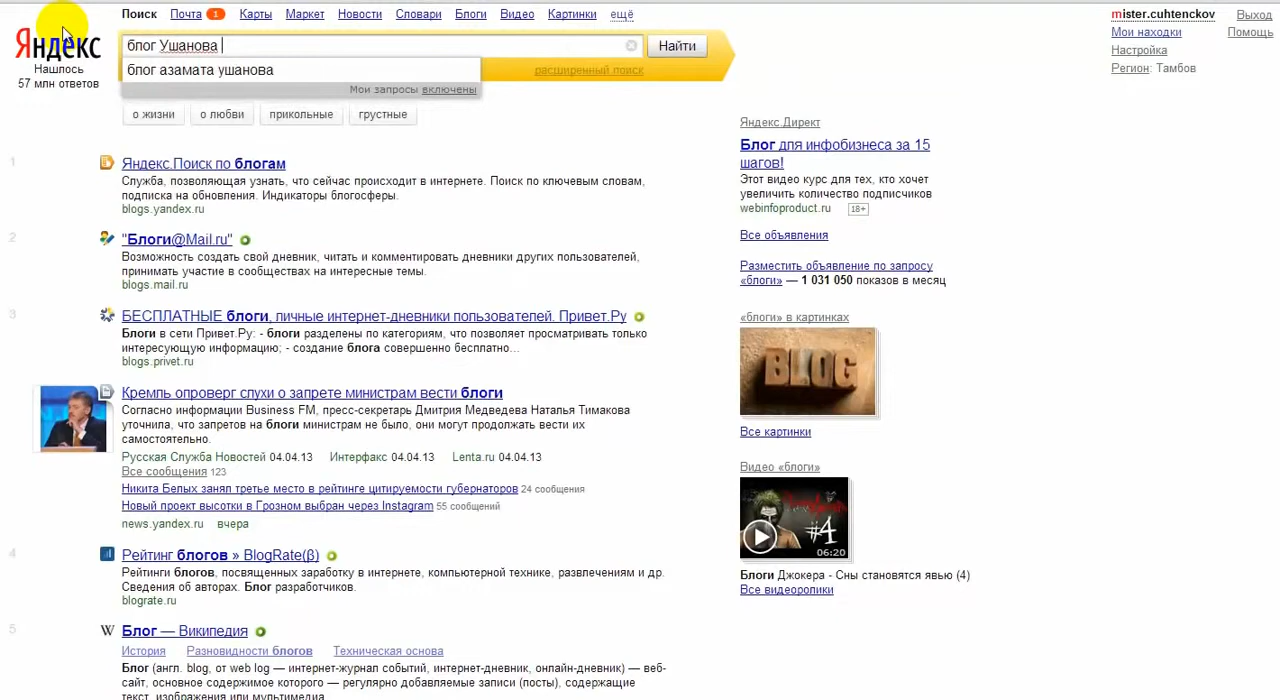 Поиск Почта 1 Карты Маркет Новости Словари Блоги Видео Картинки ещё
mister.cuhtenckov Выход
Мои находки Помощь
Настройка
Регион: Тамбов
Яндекс
Нашлось
57 млн ответов
блог Ушанова
Найти
блог азамата ушанова
расширенный поиск
Мои запросы включены
о жизни о любви прикольные грустные
1
Яндекс.Поиск по блогам
Служба, позволяющая узнать, что сейчас происходит в интернете. Поиск по ключевым словам,
подписка на обновления. Индикаторы блогосферы.
blogs.yandex.ru
2
"Блоги@Mail.ru"
Возможность создать свой дневник, читать и комментировать дневники других пользователей,
принимать участие в сообществах на интересные темы.
blogs.mail.ru
3
БЕСПЛАТНЫЕ блоги, личные интернет-дневники пользователей. Привет.Ру
Блоги в сети Привет.Ру: - блоги разделены по категориям, что позволяет просматривать только
интересующую информацию; - создание блога совершенно бесплатно...
blogs.privet.ru
Кремль опроверг слухи о запрете министрам вести блоги
Согласно информации Business FM, пресс-секретарь Дмитрия Медведева Наталья Тимакова
уточнила, что запретов на блоги министрам не было, они могут продолжать вести их
самостоятельно.
Русская Служба Новостей 04.04.13 Интерфакс 04.04.13 Lenta.ru 04.04.13
Все сообщения 123
Никита Белых занял третье место в рейтинге цитируемости губернаторов 24 сообщения
Новый проект высотки в Грозном выбран через Instagram 55 сообщений
news.yandex.ru вчера
4
Рейтинг блогов » BlogRate(β)
Рейтинги блогов, посвященных заработку в интернете, компьютерной технике, развлечениям и др.
Сведения об авторах. Блог разработчиков.
blograte.ru
5
W Блог — Википедия
История Разновидности блогов Техническая основа
Блог (англ. blog, от web log — интернет-журнал событий, интернет-дневник, онлайн-дневник) — веб-
сайт, основное содержимое которого — регулярно добавляемые записи (посты), содержащие
текст, изображения или мультимедиа
Яндекс.Директ
Блог для инфобизнеса за 15
шагов!
Этот видео курс для тех, кто хочет
увеличить количество подписчиков
webinfoproduct.ru 18+
Все объявления
Разместить объявление по запросу
«блоги» — 1 031 050 показов в месяц
«блоги» в картинках
BLOG
Все картинки
Видео «блоги»
#4
06:20
Блоги Джокера - Сны становятся явью (4)
Все видеоролики